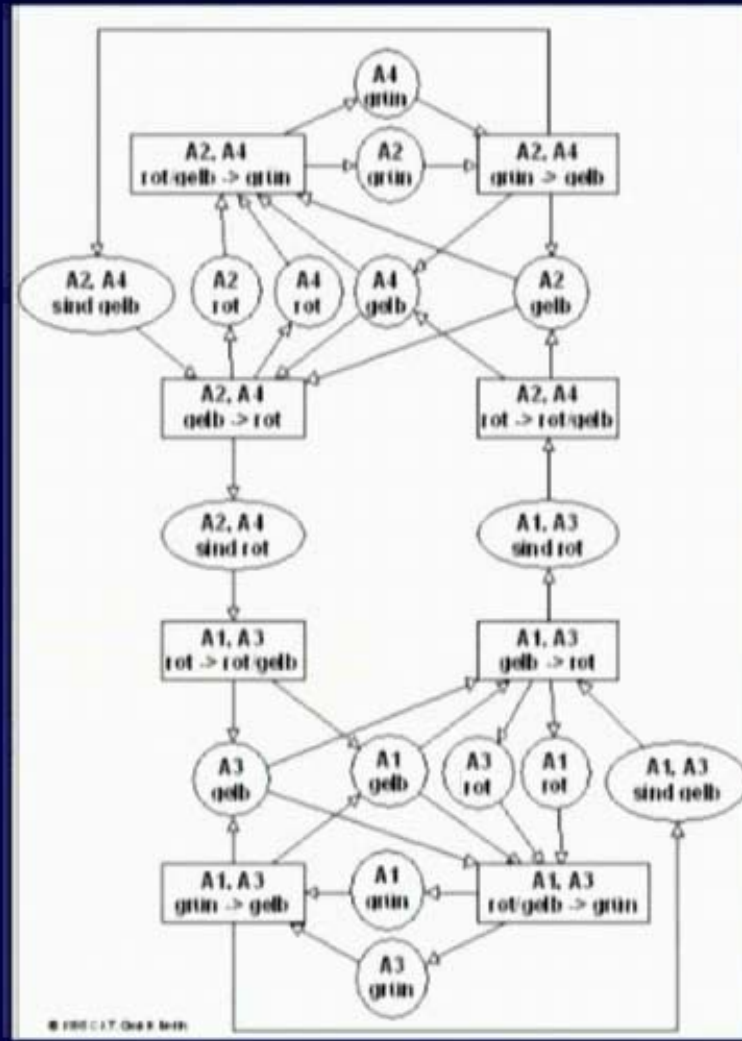 A4
grün
A2, A4
rot/gelb -> grün
A2
grün
A2, A4
grün -> gelb
A2, A4
sind gelb
A2
rot
A4
rot
A4
gelb
A2
gelb
A2, A4
gelb -> rot
A2, A4
rot -> rot/gelb
A2, A4
sind rot
A1, A3
sind rot
A1, A3
rot -> rot/gelb
A1, A3
gelb -> rot
A3
gelb
A1
gelb
A3
rot
A1
rot
A1, A3
sind gelb
A1, A3
grün -> gelb
A1
grün
A1, A3
rot/gelb -> grün
A3
grün